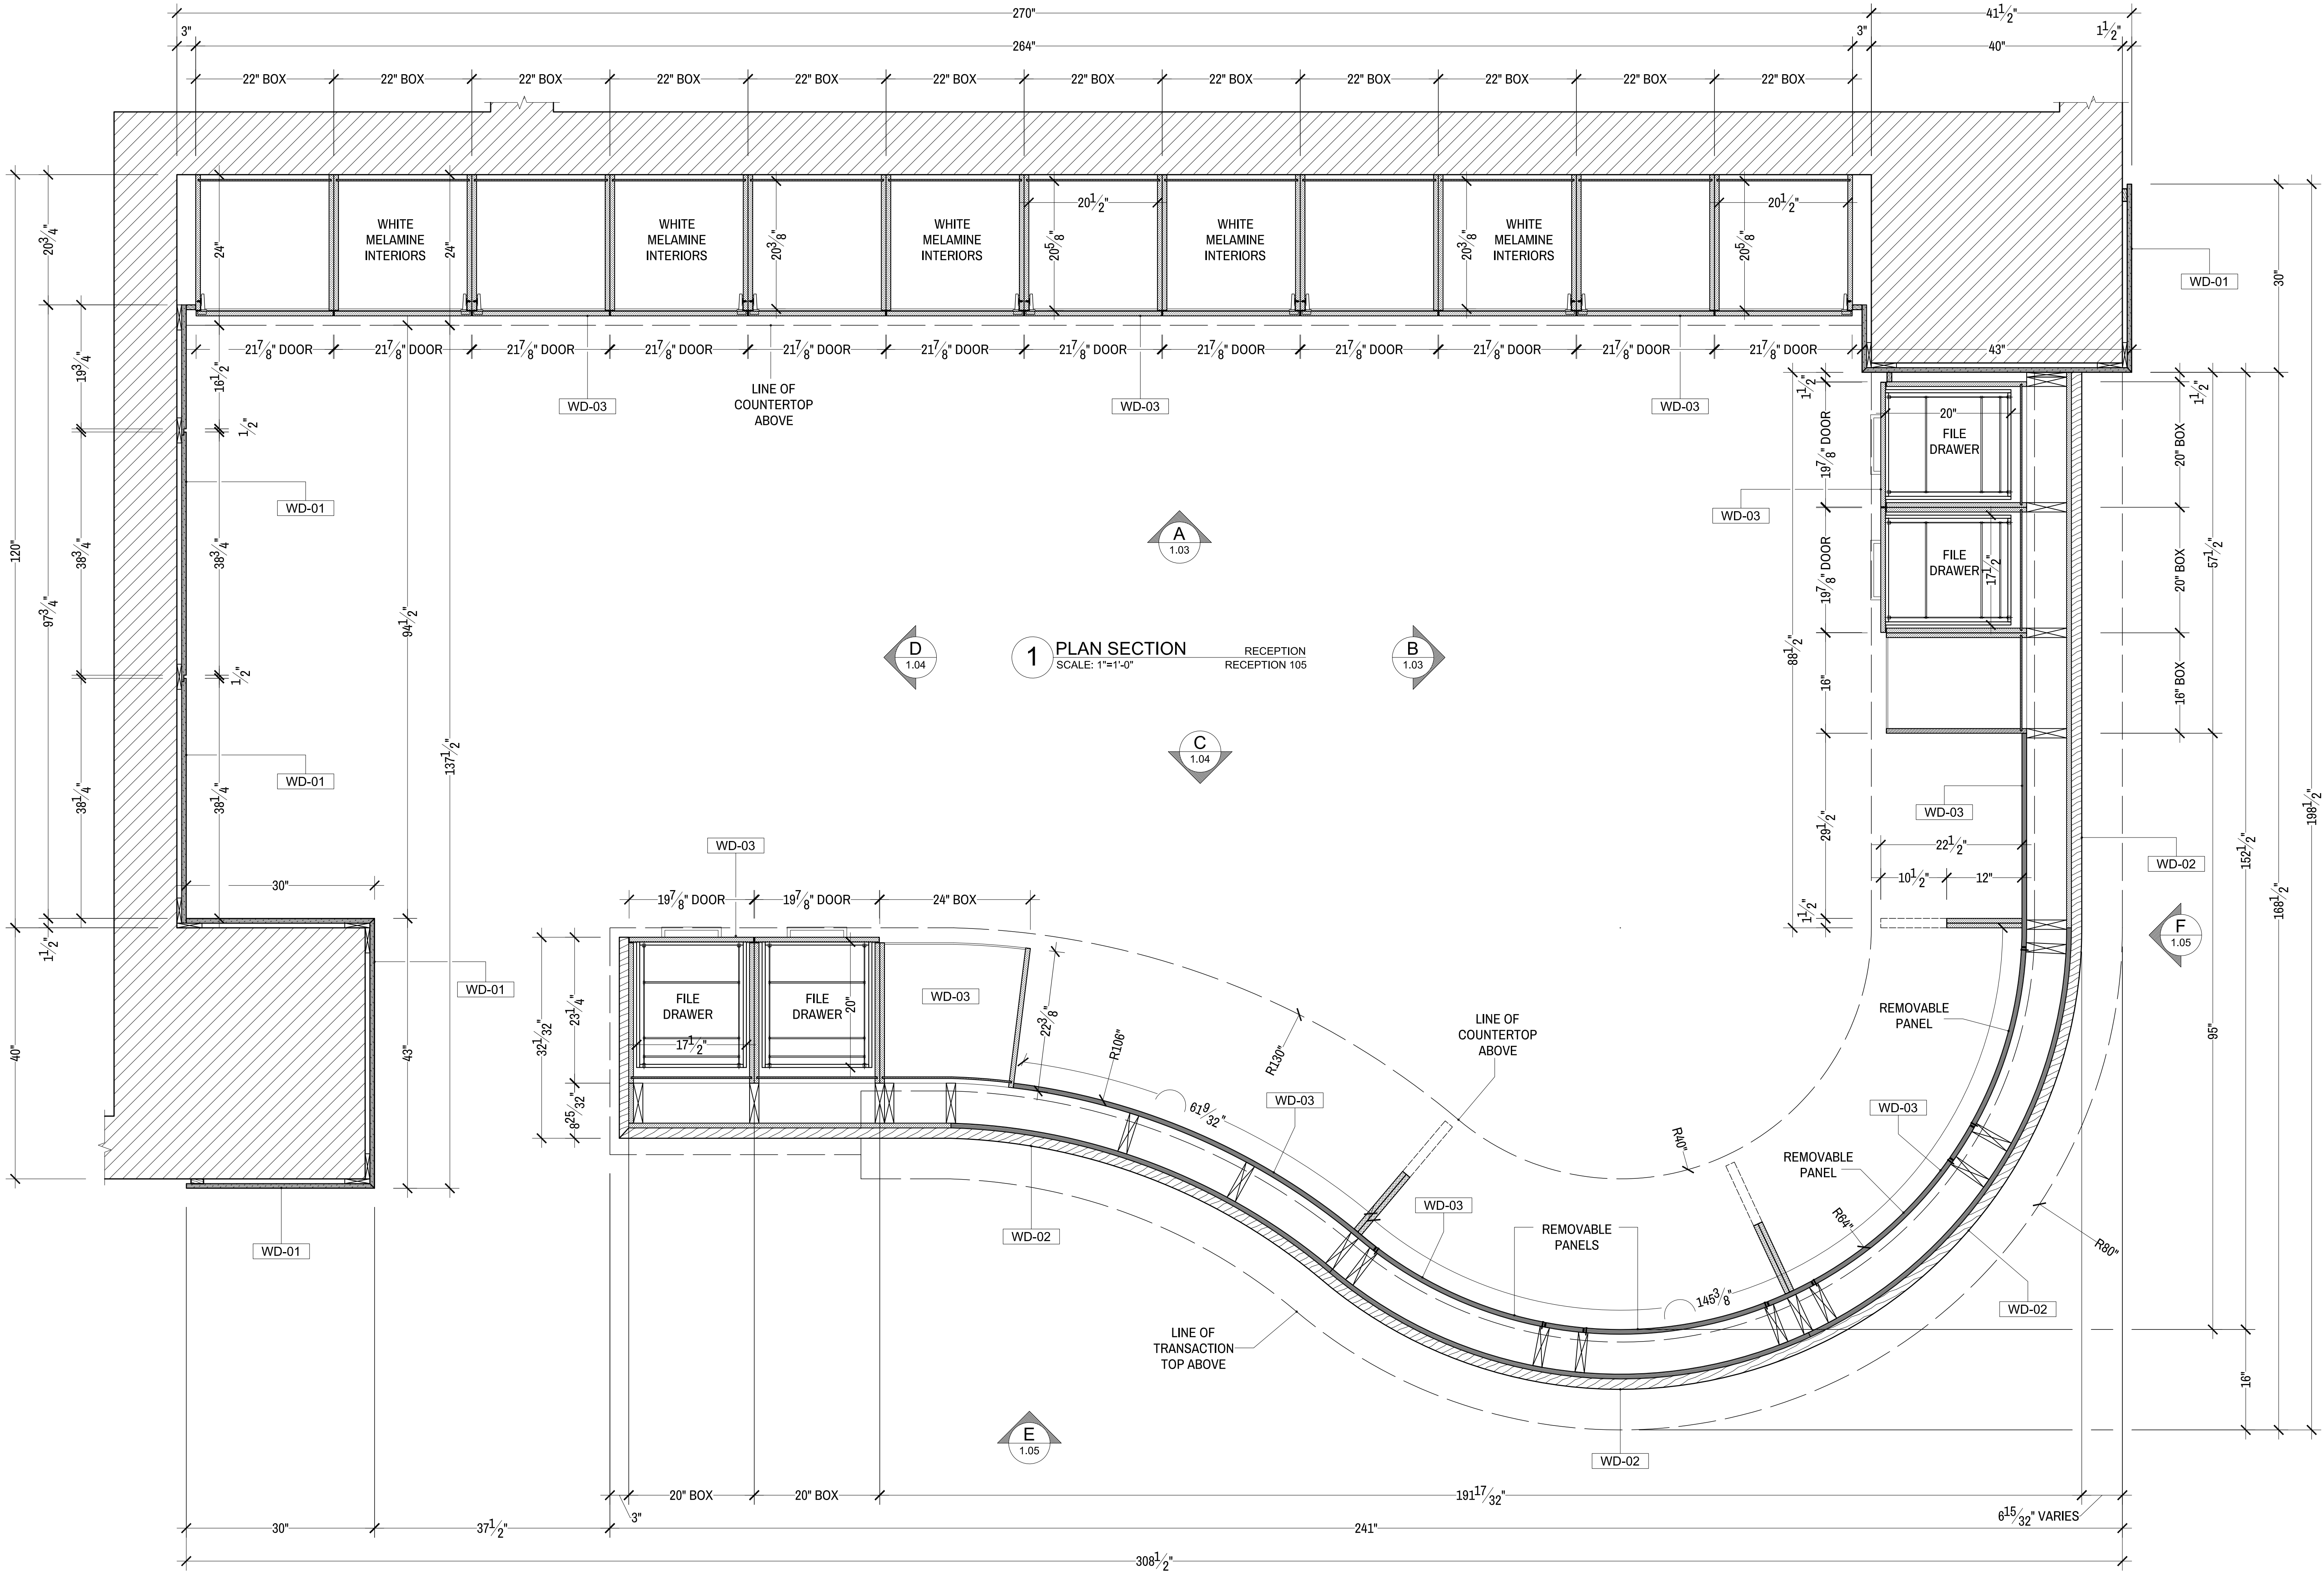 270"
41 1/2"
3"
264"
3"
40"
1 1/2"
22" BOX
22" BOX
22" BOX
22" BOX
22" BOX
22" BOX
22" BOX
22" BOX
22" BOX
22" BOX
22" BOX
22" BOX
WHITE
MELAMINE
INTERIORS
WHITE
MELAMINE
INTERIORS
WHITE
MELAMINE
INTERIORS
WHITE
MELAMINE
INTERIORS
WHITE
MELAMINE
INTERIORS
24"
24"
20 3/8"
20 5/8"
20 1/2"
20 3/8"
20 5/8"
20 1/2"
21 7/8" DOOR
21 7/8" DOOR
21 7/8" DOOR
21 7/8" DOOR
21 7/8" DOOR
21 7/8" DOOR
21 7/8" DOOR
21 7/8" DOOR
21 7/8" DOOR
21 7/8" DOOR
21 7/8" DOOR
21 7/8" DOOR
43"
LINE OF
COUNTERTOP
ABOVE
WD-03
WD-03
WD-03
WD-01
120"
20 3/4"
97 3/4"
1 1/2"
40"
19 3/4"
38 3/4"
38 1/4"
16 1/2"
1/2"
38 3/4"
1/2"
38 1/4"
94 1/2"
43"
137 1/2"
WD-01
WD-01
30"
WD-01
WD-01
A
1.03
D
1.04
B
1.03
C
1.04
1
PLAN SECTION
SCALE: 1"=1'-0"
RECEPTION
RECEPTION 105
1 1/2"
19 7/8" DOOR
19 7/8" DOOR
16"
29 1/2"
1 1/2"
88 1/2"
WD-03
20"
FILE
DRAWER
FILE
DRAWER
17 1/2"
1 1/2"
20" BOX
20" BOX
16" BOX
57 1/2"
95"
152 1/2"
16"
30"
168 1/2"
198 1/2"
WD-03
22 1/2"
10 1/2"
12"
WD-02
F
1.05
WD-03
19 7/8" DOOR
19 7/8" DOOR
24" BOX
32 1/32"
23 1/4"
8 25/32"
FILE
DRAWER
17 1/2"
FILE
DRAWER
20"
WD-03
22 3/8"
R106"
R130"
61 9/32"
LINE OF
COUNTERTOP
ABOVE
WD-03
WD-03
REMOVABLE
PANEL
WD-03
REMOVABLE
PANEL
R40"
R64"
R80"
REMOVABLE
PANELS
145 3/8"
WD-02
WD-02
LINE OF
TRANSACTION
TOP ABOVE
E
1.05
WD-02
3"
20" BOX
20" BOX
191 17/32"
6 15/32" VARIES
30"
37 1/2"
241"
308 1/2"